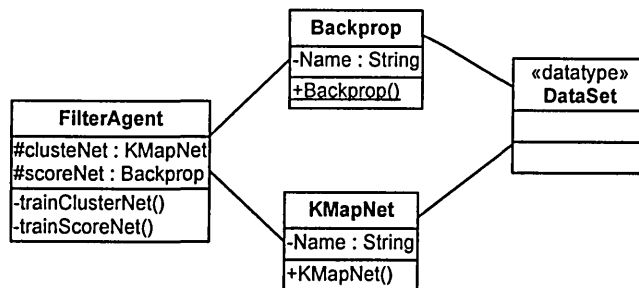 Backprop
-Name : String
+Backprop()
«datatype»
DataSet
FilterAgent
#clusteNet : KMapNet
#scoreNet : Backprop
-trainClusterNet()
-trainScoreNet()
KMapNet
-Name : String
+KMapNet()